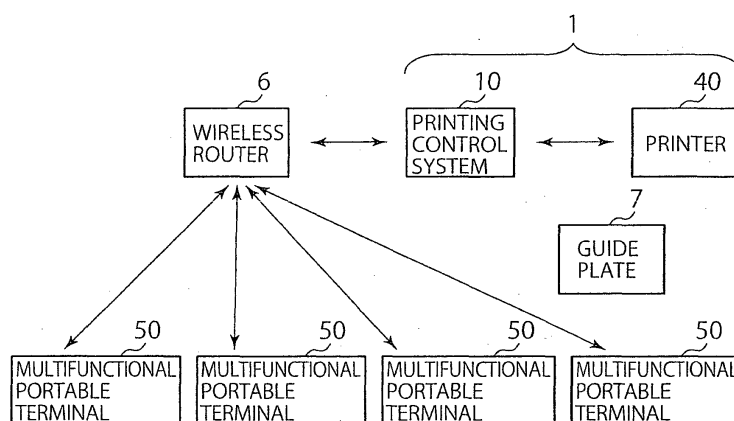 1
6
10
40
WIRELESS
ROUTER
PRINTING
CONTROL
SYSTEM
PRINTER
7
GUIDE
PLATE
50
50
50
50
MULTIFUNCTIONAL
PORTABLE
TERMINAL
MULTIFUNCTIONAL
PORTABLE
TERMINAL
MULTIFUNCTIONAL
PORTABLE
TERMINAL
MULTIFUNCTIONAL
PORTABLE
TERMINAL